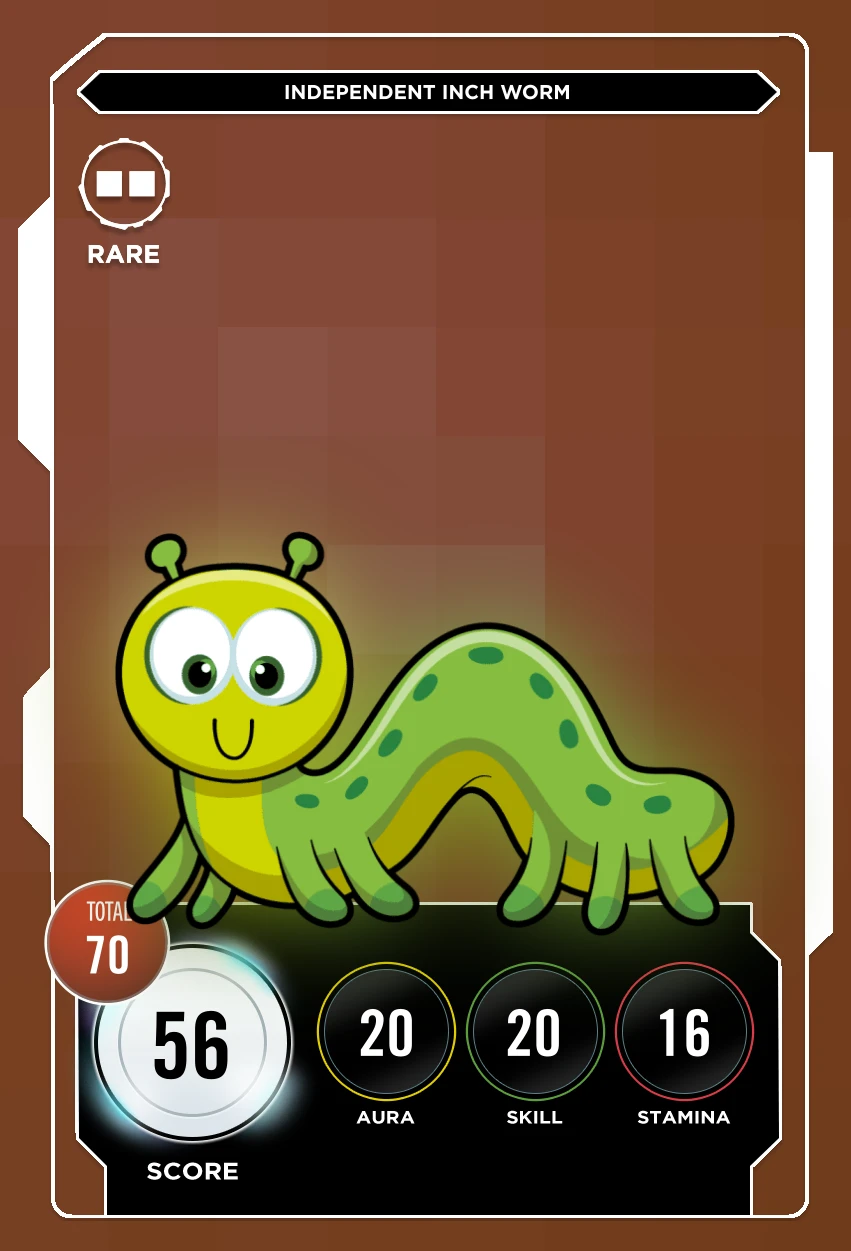 INDEPENDENT INCH WORM
RARE
TOTAL
70
56
SCORE
20
AURA
20
SKILL
16
STAMINA